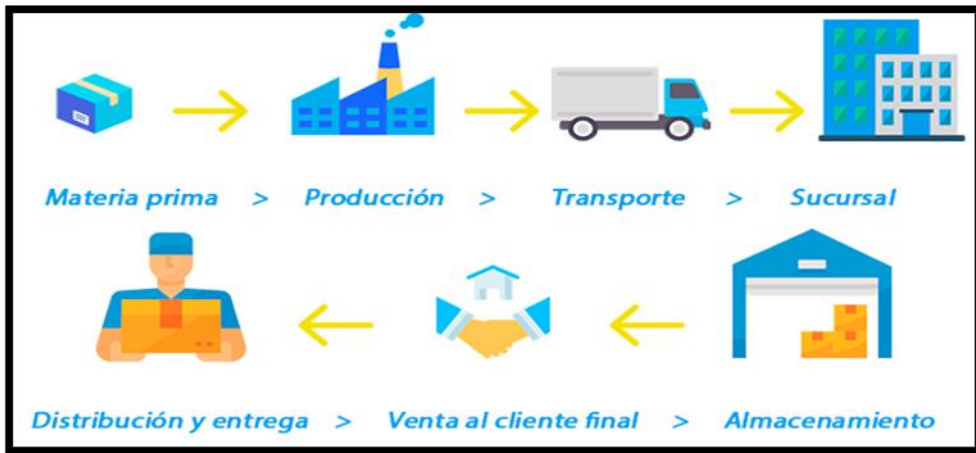 Materia prima > Producción > Transporte > Sucursal
Distribución y entrega > Venta al cliente final > Almacenamiento